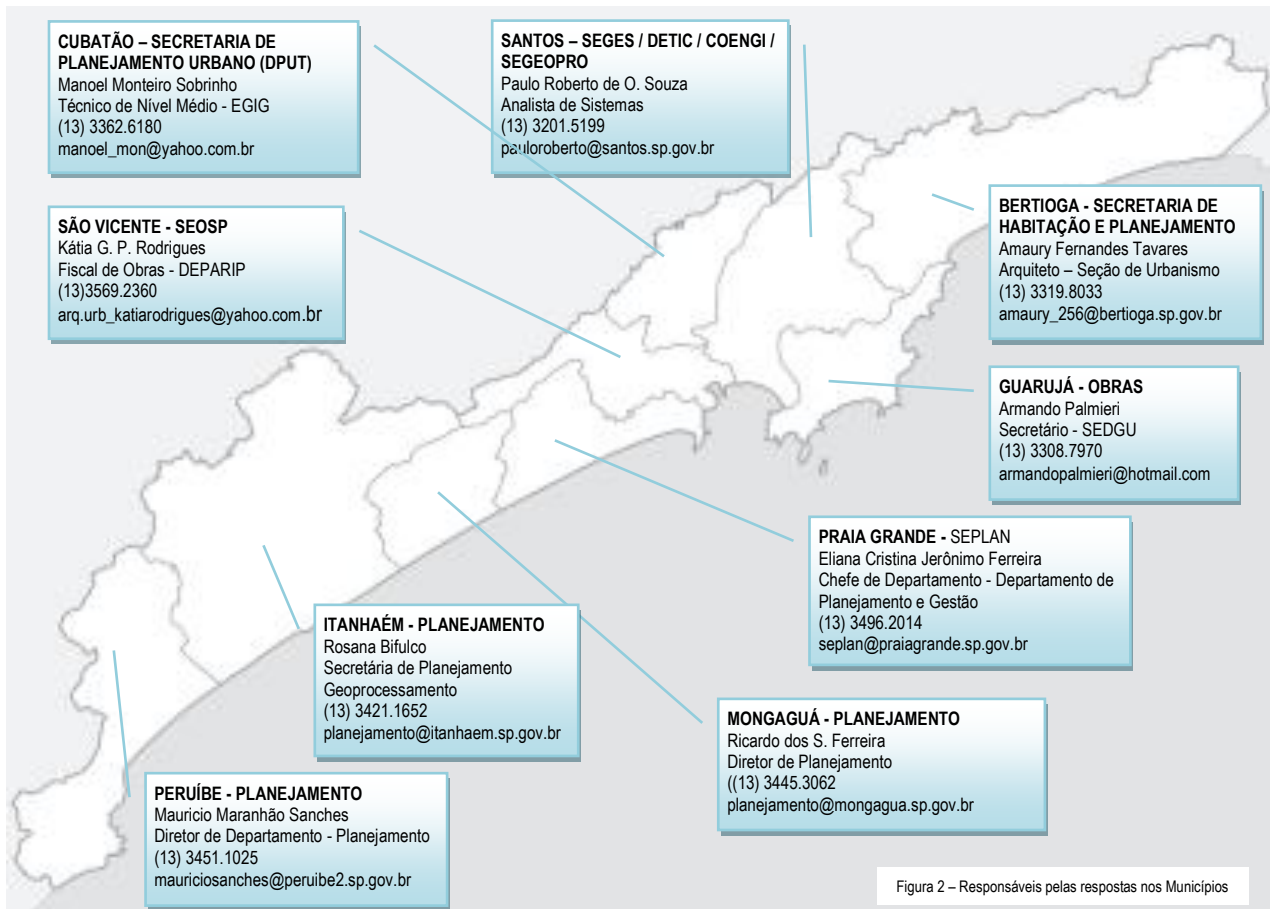 CUBATÃO – SECRETARIA DE
PLANEJAMENTO URBANO (DPUT)
Manoel Monteiro Sobrinho
Técnico de Nível Médio - EGIG
(13) 3362.6180
manoel_mon@yahoo.com.br
SANTOS – SEGES / DETIC / COENGI /
SEGEOPRO
Paulo Roberto de O. Souza
Analista de Sistemas
(13) 3201.5199
pauloroberto@santos.sp.gov.br
SÃO VICENTE - SEOSP
Kátia G. P. Rodrigues
Fiscal de Obras - DEPARIP
(13)3569.2360
arq.urb_katiarodrigues@yahoo.com.br
BERTIOGA - SECRETARIA DE
HABITAÇÃO E PLANEJAMENTO
Amaury Fernandes Tavares
Arquiteto – Seção de Urbanismo
(13) 3319.8033
amaury_256@bertioga.sp.gov.br
GUARUJÁ - OBRAS
Armando Palmieri
Secretário - SEDGU
(13) 3308.7970
armandopalmieri@hotmail.com
PRAIA GRANDE - SEPLAN
Eliana Cristina Jerônimo Ferreira
Chefe de Departamento - Departamento de
Planejamento e Gestão
(13) 3496.2014
seplan@praiagrande.sp.gov.br
ITANHAÉM - PLANEJAMENTO
Rosana Bifulco
Secretária de Planejamento
Geoprocessamento
(13) 3421.1652
planejamento@itanhaem.sp.gov.br
MONGAGUÁ - PLANEJAMENTO
Ricardo dos S. Ferreira
Diretor de Planejamento
((13) 3445.3062
planejamento@mongagua.sp.gov.br
PERUÍBE - PLANEJAMENTO
Mauricio Maranhão Sanches
Diretor de Departamento - Planejamento
(13) 3451.1025
mauriciosanches@peruibe2.sp.gov.br
Figura 2 – Responsáveis pelas respostas nos Municípios